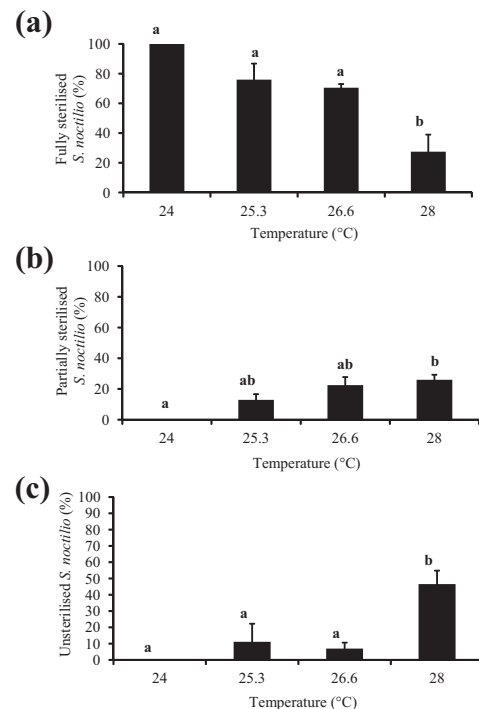 (a)
Fully sterilised
S. noctilio (%)
100
80
60
40
20
0
a
a
a
b
24
25.3
26.6
28
Temperature (°C)
(b)
Partially sterilised
S. noctilio (%)
100
80
60
40
20
0
a
ab
ab
b
24
25.3
26.6
28
Temperature (°C)
(c)
Unsterilised S. noctilio (%)
100
90
80
70
60
50
40
30
20
10
0
a
a
a
b
24
25.3
26.6
28
Temperature (°C)